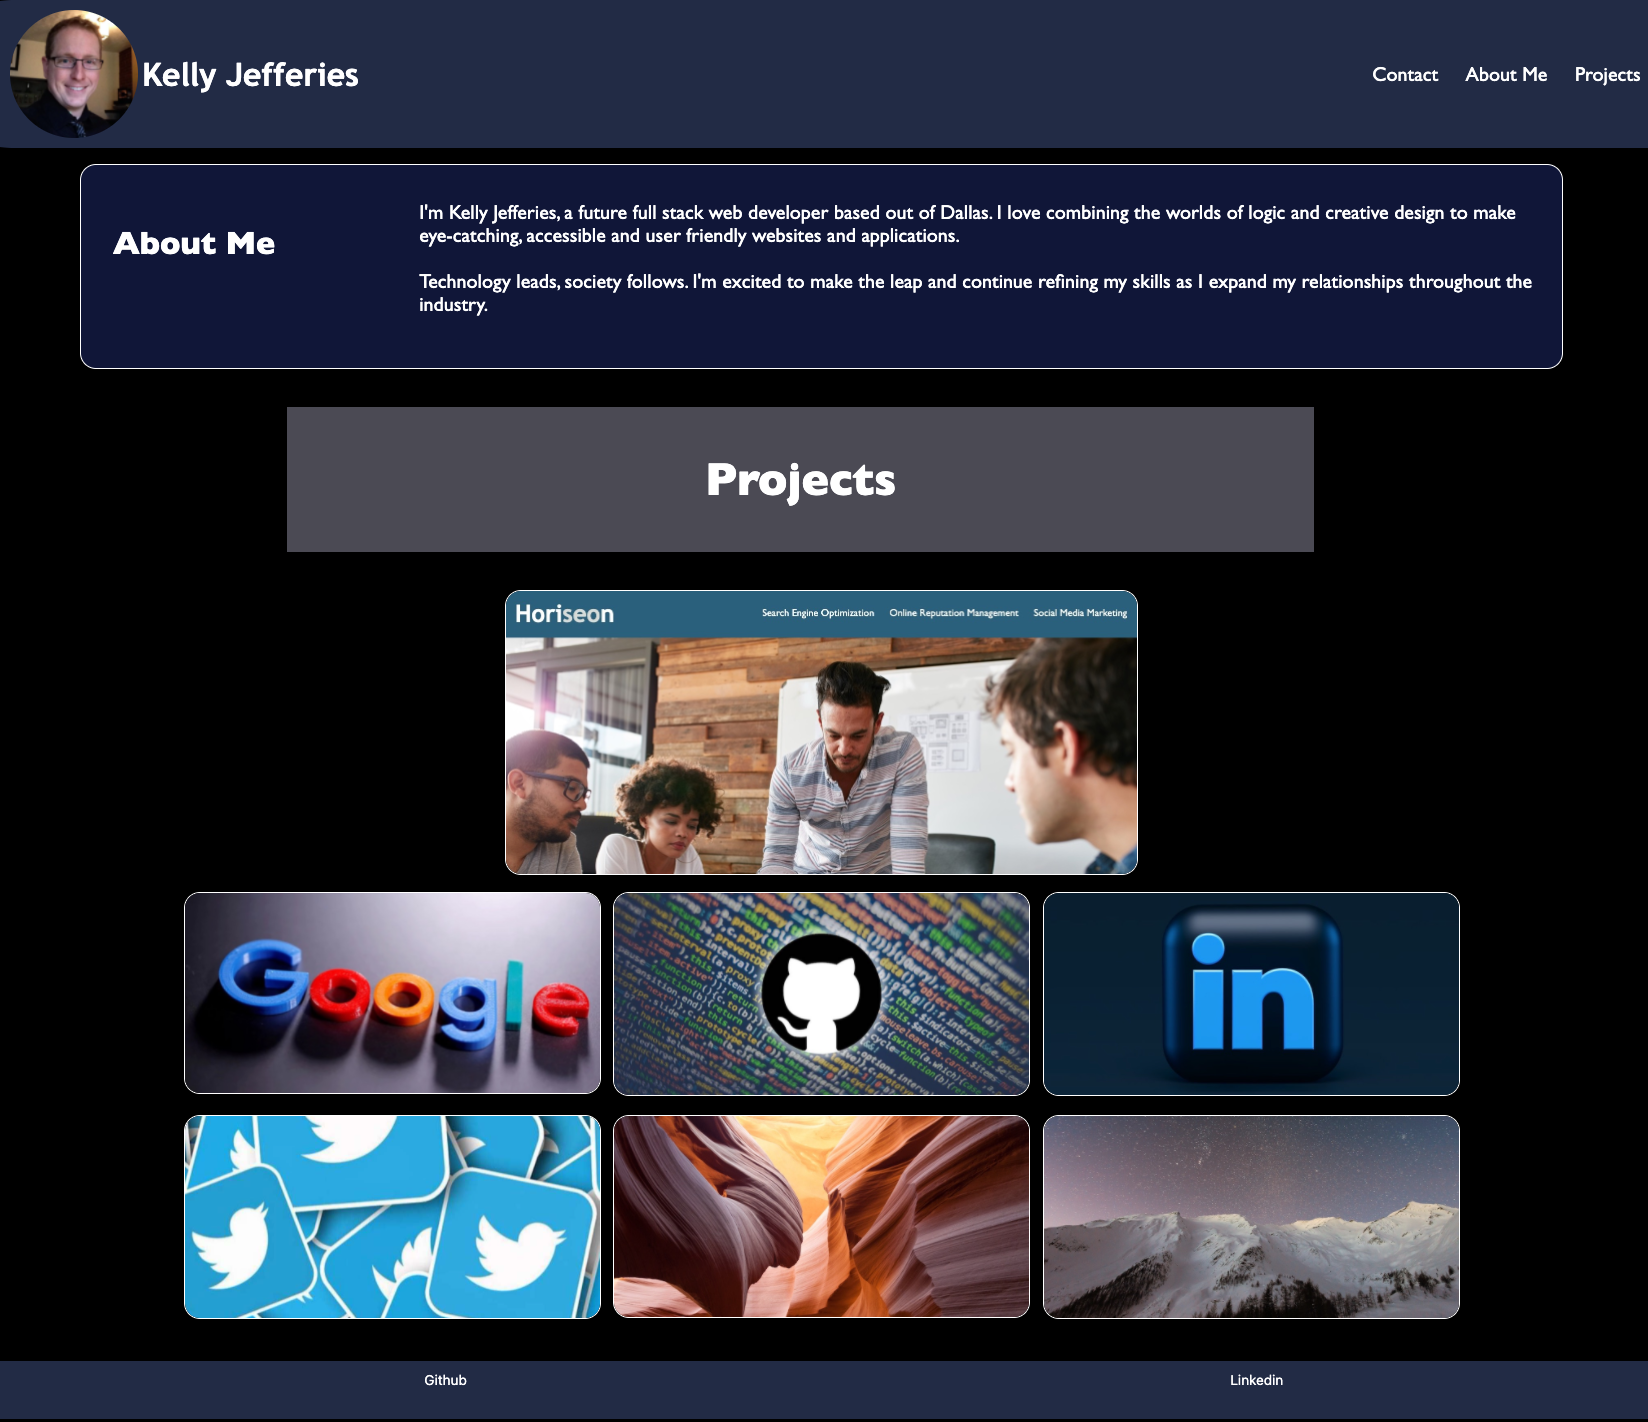 Kelly Jefferies
Contact About Me Projects
About Me
I'm Kelly Jefferies, a future full stack web developer based out of Dallas. I love combining the worlds of logic and creative design to make
eye-catching, accessible and user friendly websites and applications.
Technology leads, society follows. I'm excited to make the leap and continue refining my skills as I expand my relationships throughout the
industry.
Projects
Horiseon
Search Engine Optimization Online Reputation Management Social Media Marketing
Google
in
Github
Linkedin